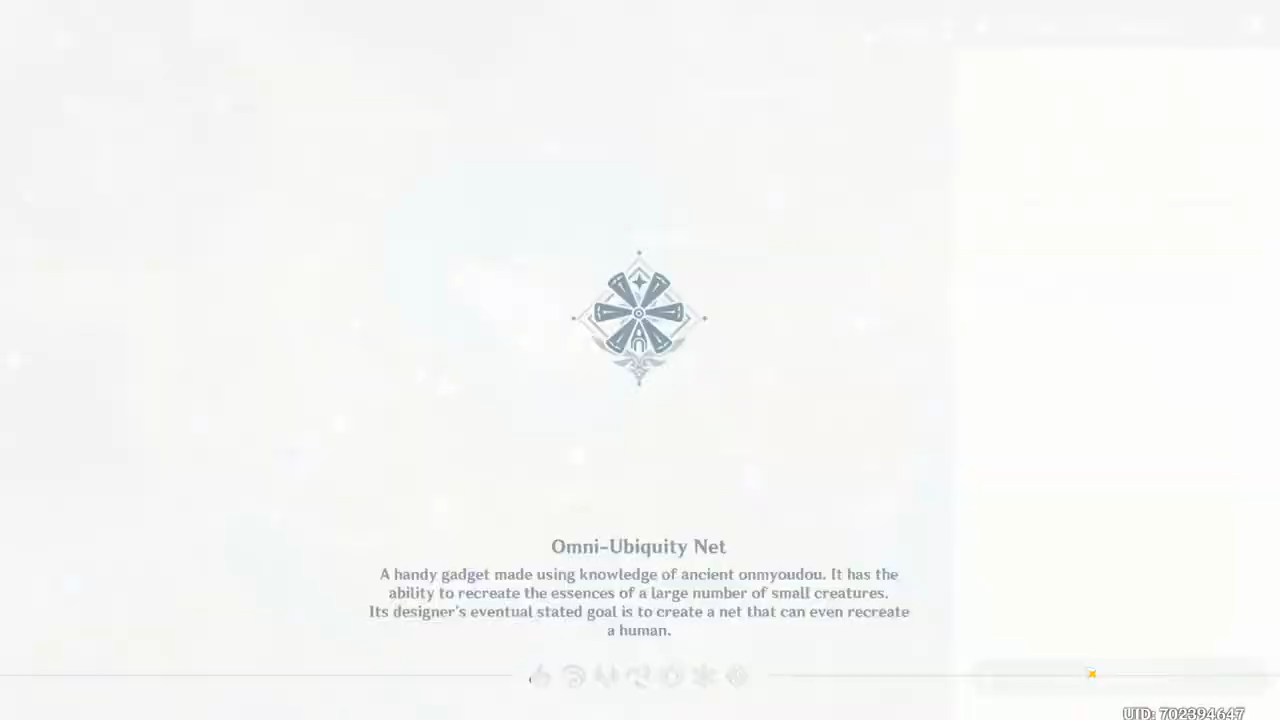 Omni-Ubiquity Net
A handy gadget made using knowledge of ancient onmyoudou. It has the
ability to recreate the essences of a large number of small creatures.
Its designer's eventual stated goal is to create a net that can even recreate
a human.
UID: 702394647